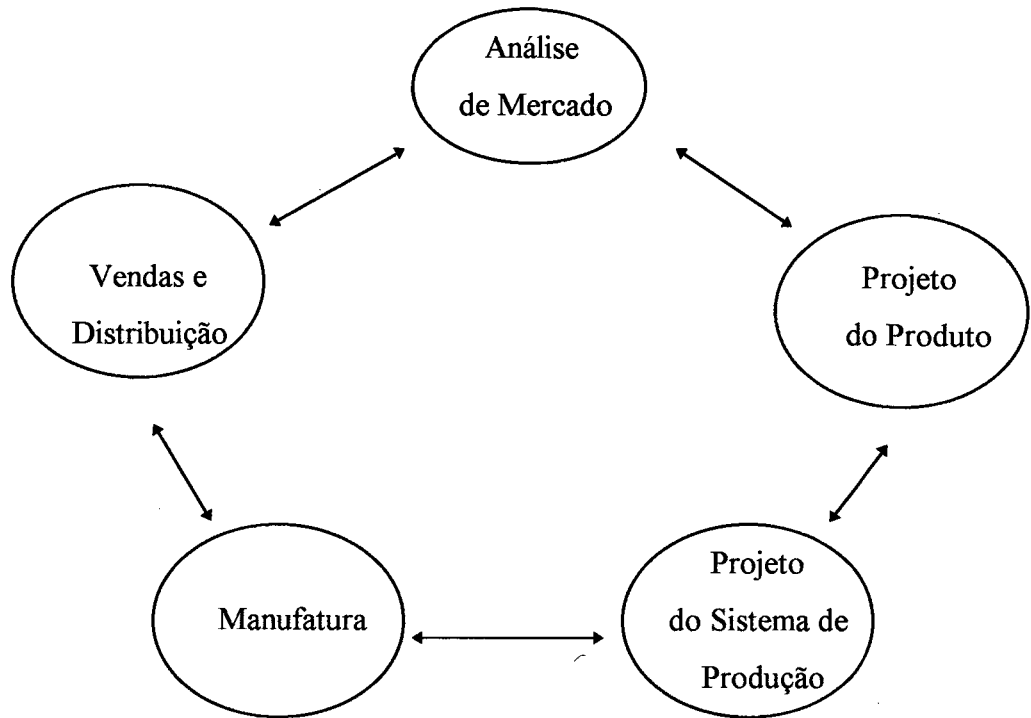 Análise
de Mercado
Vendas e
Distribuição
Projeto
do Produto
Manufatura
Projeto
do Sistema de
Produção